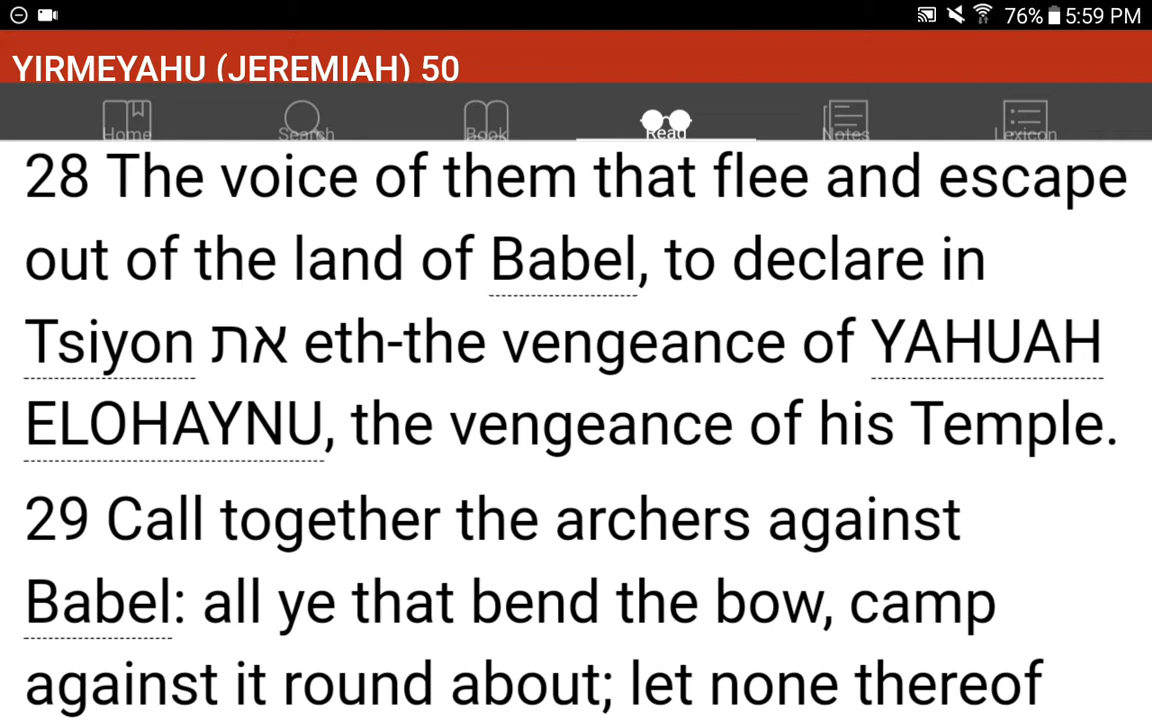 76% 5:59 PM
YIRMEYAHU (JEREMIAH) 50
Home Search Book Read Notes Lexicon
28 The voice of them that flee and escape
out of the land of Babel, to declare in
Tsiyon את eth-the vengeance of YAHUAH
ELOHAYNU, the vengeance of his Temple.
29 Call together the archers against
Babel: all ye that bend the bow, camp
against it round about; let none thereof